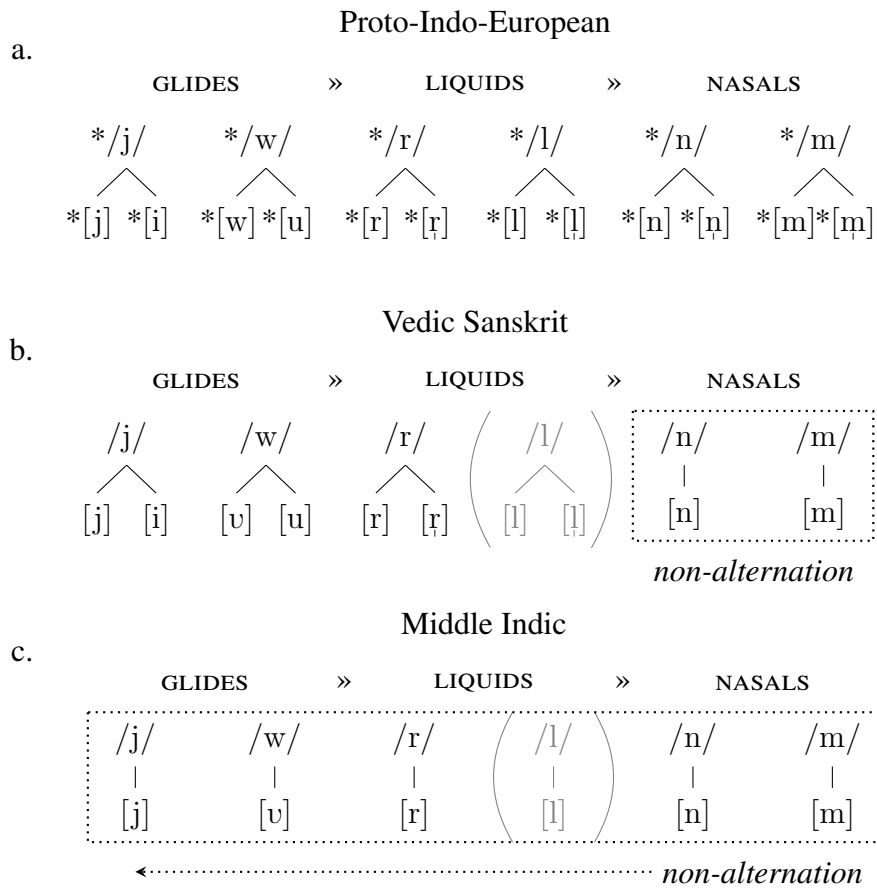 Proto-Indo-European
a.
GLIDES » LIQUIDS » NASALS
*/j/ */w/ */r/ */l/ */n/ */m/
*[j] *[i] *[w] *[u] *[r] *[r̩] *[l] *[l̩] *[n] *[n̩] *[m] *[m̩]
Vedic Sanskrit
b.
GLIDES » LIQUIDS » NASALS
/j/ /w/ /r/ /l/ /n/ /m/
[j] [i] [ʋ] [u] [r] [r̩] [l] [l̩] [n] [m]
non-alternation
Middle Indic
c.
GLIDES » LIQUIDS » NASALS
/j/ /w/ /r/ /l/ /n/ /m/
[j] [ʋ] [r] [l] [n] [m]
non-alternation